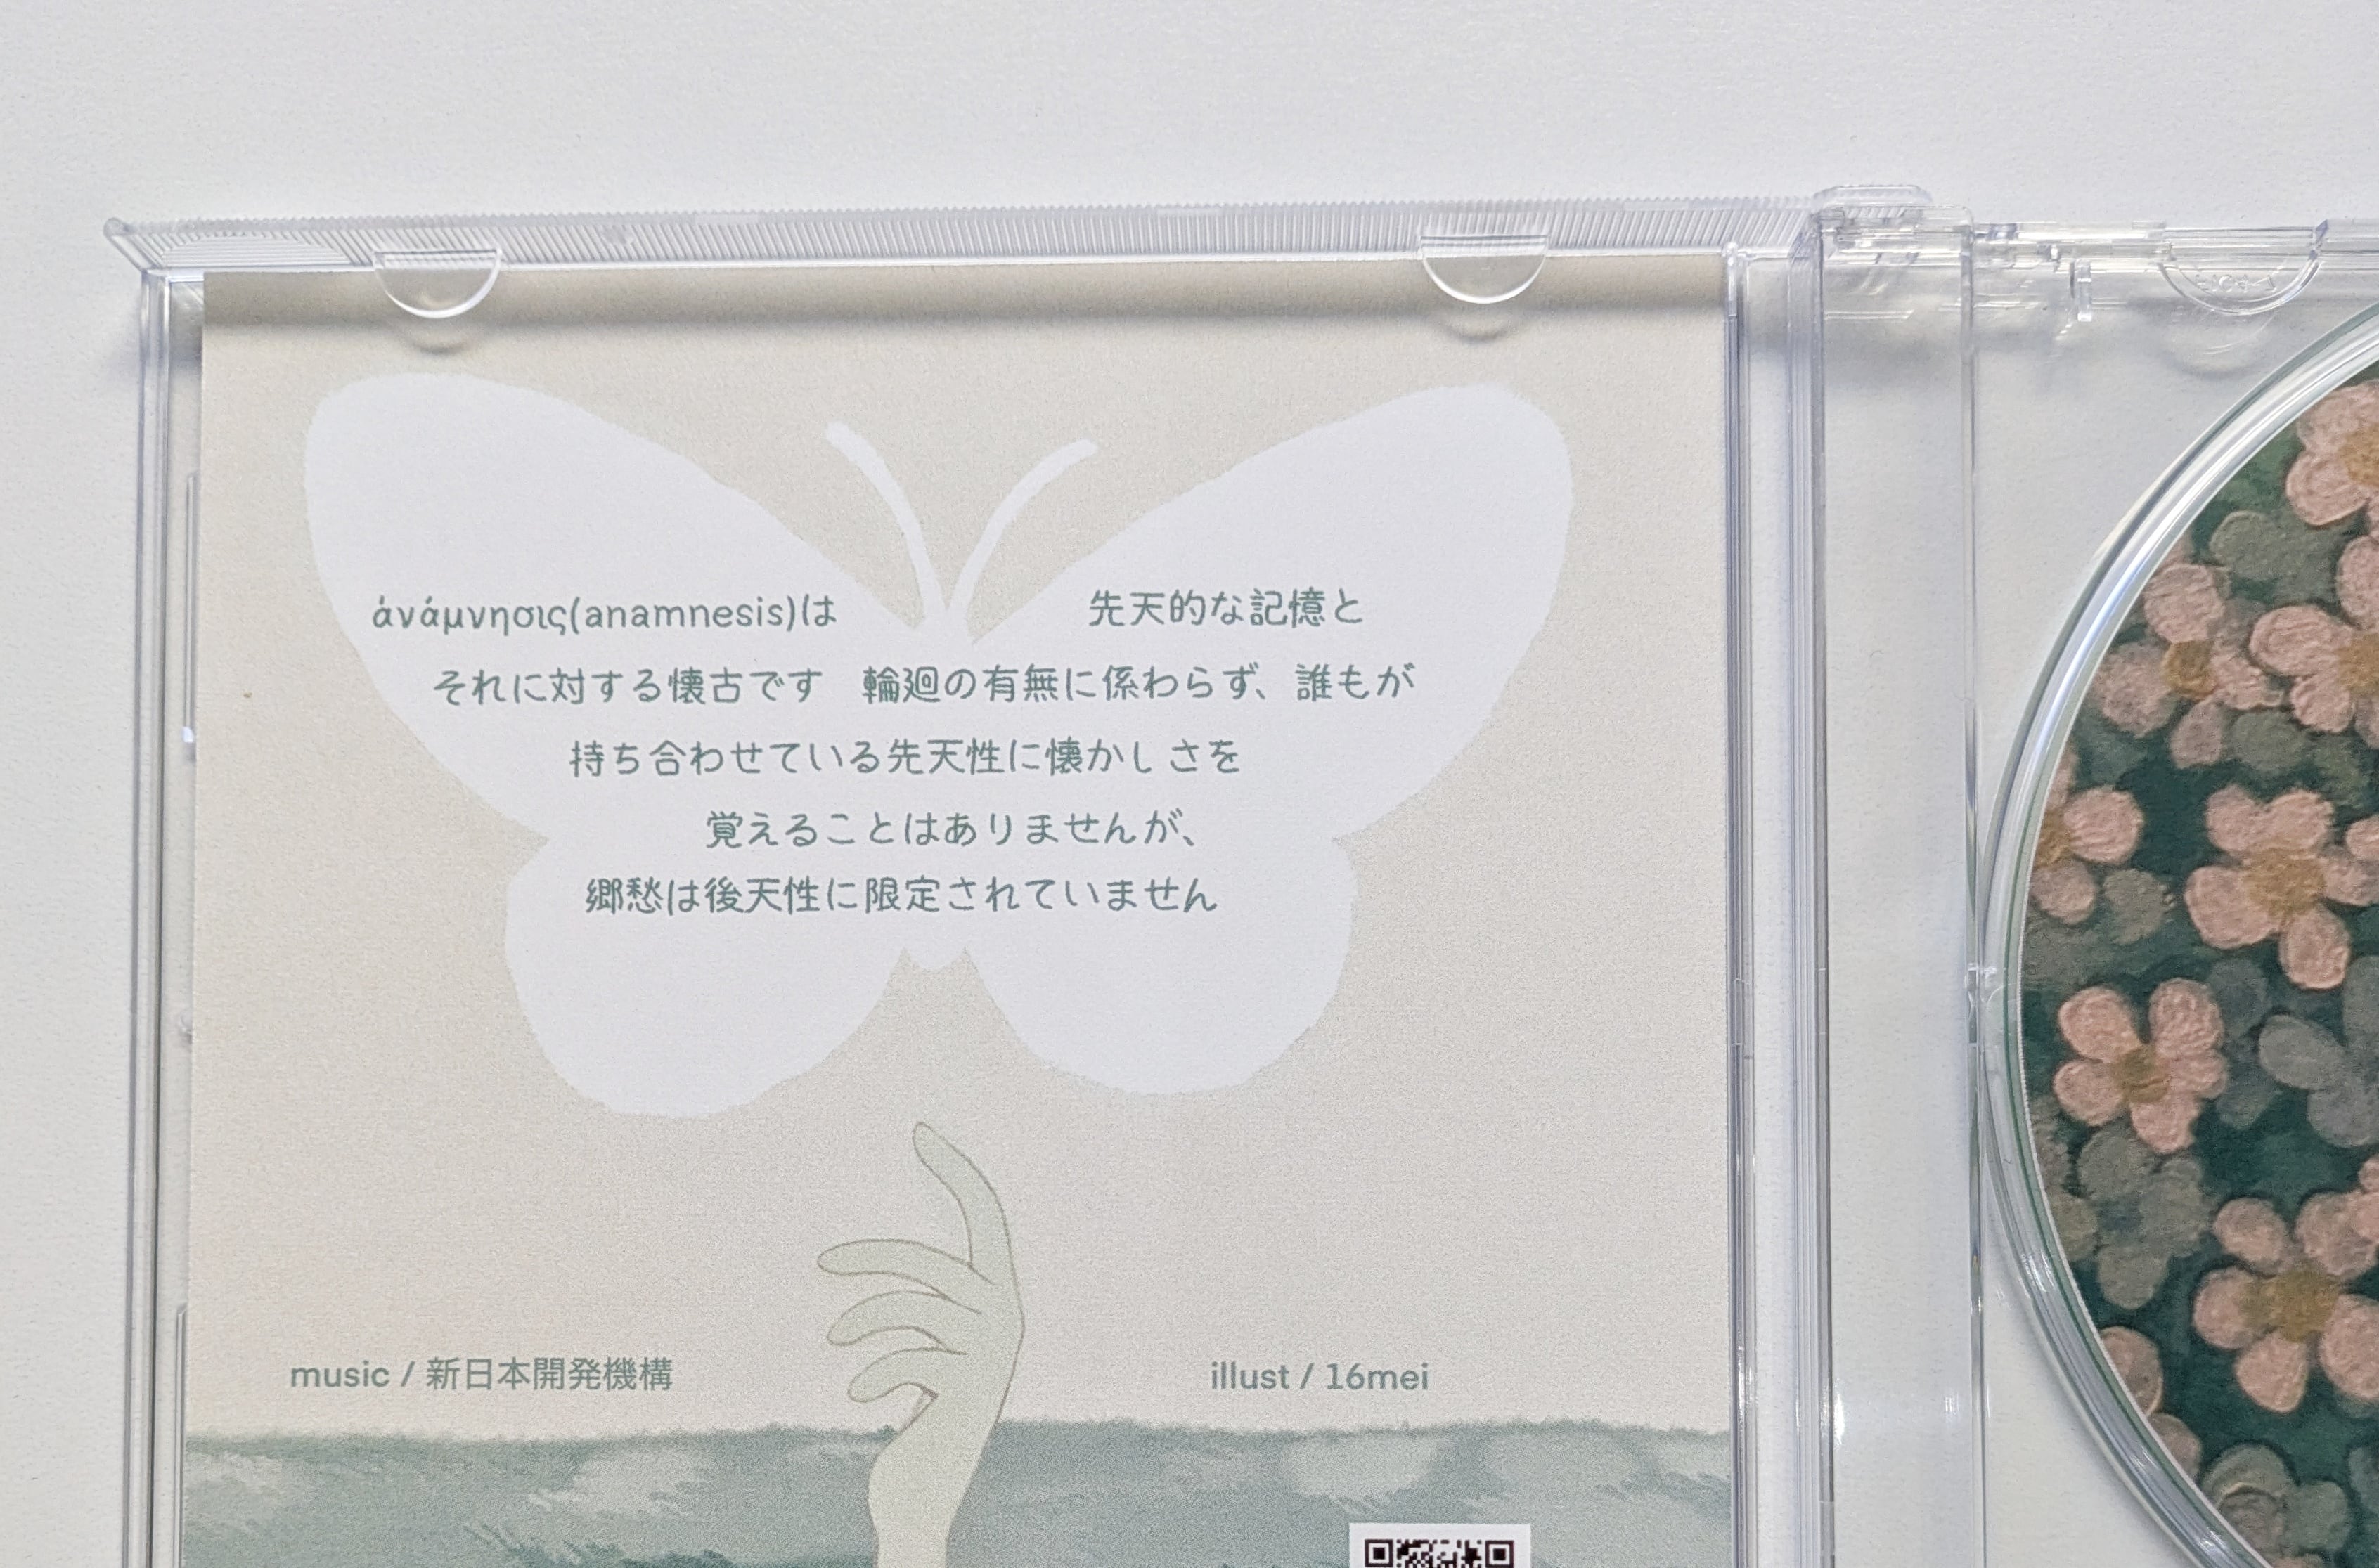 ἀνάμνησις(anamnesis)は 先天的な記憶と
それに対する懐古です 輪廻の有無に係わらず、誰もが
持ち合わせている先天性に懐かしさを
覚えることはありませんが、
郷愁は後天性に限定されていません
music / 新日本開発機構
illust / 16mei